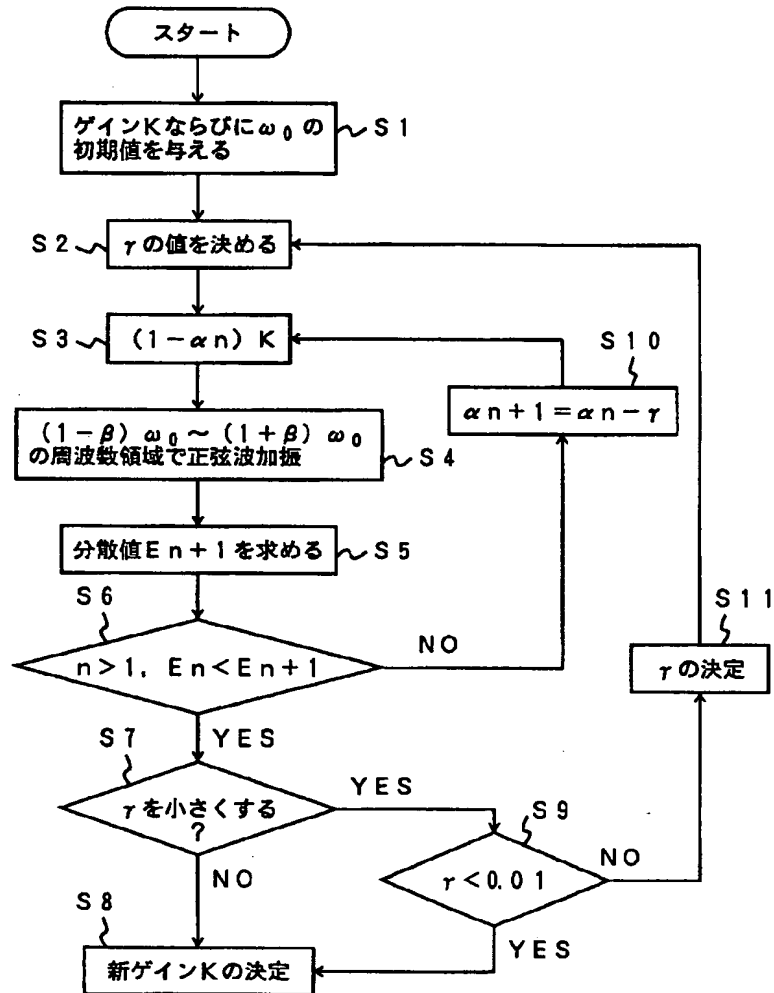 スタート
ゲインKならびにω₀の
初期値を与える
S1
S2
γの値を決める
S3
(1-αn) K
S10
αn+1=αn-γ
(1-β) ω₀~(1+β) ω₀
の周波数領域で正弦波加振
S4
分散値En+1を求める
S5
S6
n>1, En<En+1
NO
S11
γの決定
YES
S7
γを小さくする
?
YES
S9
γ<0.01
NO
NO
YES
S8
新ゲインKの決定